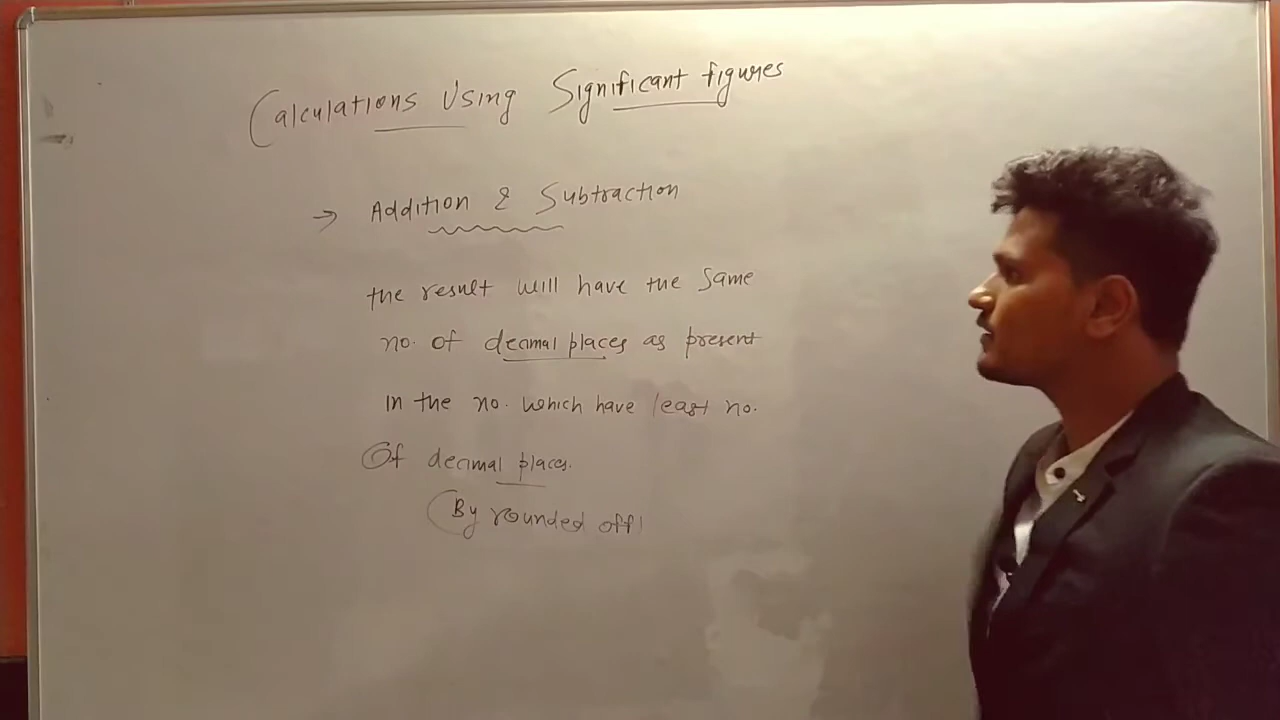 Calculations Using Significant figures
→ Addition & Subtraction
the result will have the same
no. of decimal places as present
in the no. which have least no.
Of decimal places.
(By rounded off)